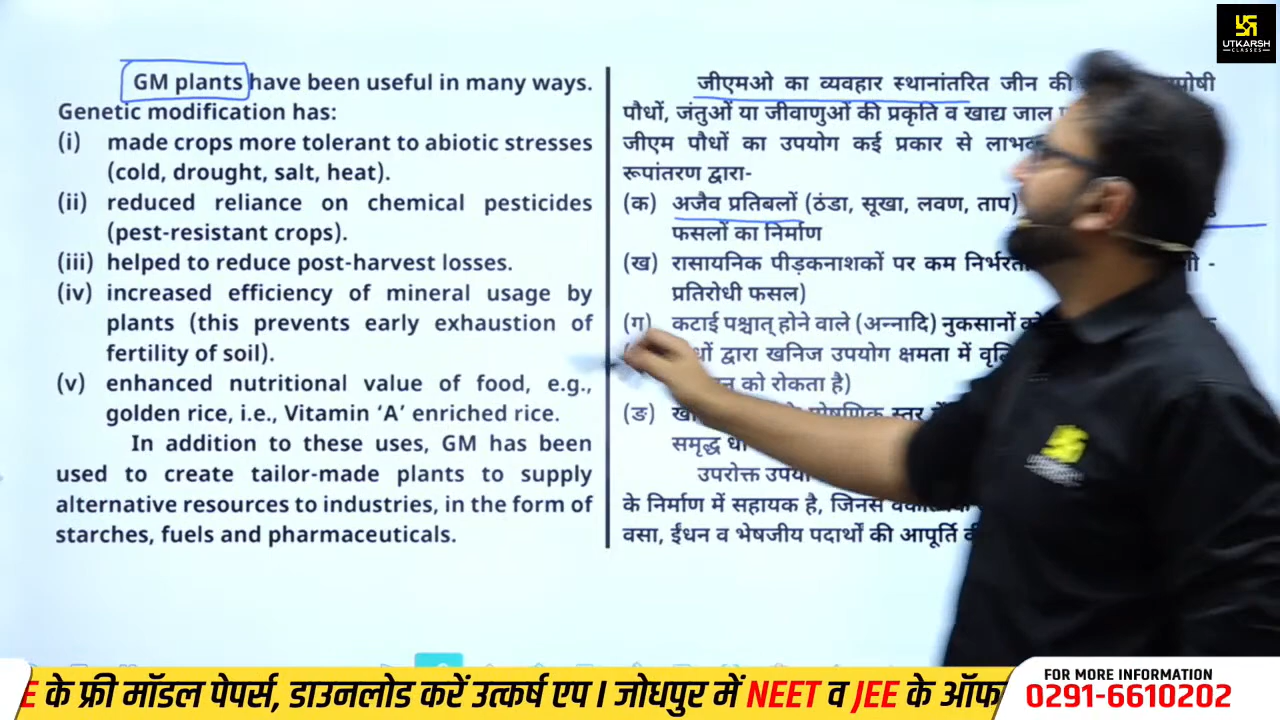 UTKARSH
CLASSES
GM plants have been useful in many ways.
Genetic modification has:
(i) made crops more tolerant to abiotic stresses
(cold, drought, salt, heat).
(ii) reduced reliance on chemical pesticides
(pest-resistant crops).
(iii) helped to reduce post-harvest losses.
(iv) increased efficiency of mineral usage by
plants (this prevents early exhaustion of
fertility of soil).
(v) enhanced nutritional value of food, e.g.,
golden rice, i.e., Vitamin ‘A’ enriched rice.
In addition to these uses, GM has been
used to create tailor-made plants to supply
alternative resources to industries, in the form of
starches, fuels and pharmaceuticals.
जीएमओ का व्यवहार स्थानांतरित जीन की
पौधों, जंतुओं या जीवाणुओं की प्रकृति व खाद्य जाल
जीएम पौधों का उपयोग कई प्रकार से
रूपांतरण द्वारा-
(क) अजैव प्रतिबलों (ठंडा, सूखा, लवण, ताप)
फसलों का निर्माण
(ख) रासायनिक पीड़कनाशकों पर कम
प्रतिरोधी फसल)
(ग) कटाई पश्चात् होने वाले (अन्नादि) नुकसानों
द्वारा खनिज उपयोग क्षमता में
को रोकता है)
(ङ)
समृद्ध
उपरोक्त
के निर्माण में सहायक है,
वसा, ईंधन व भेषजीय पदार्थों की आपूर्ति
के फ्री मॉडल पेपर्स, डाउनलोड करें उत्कर्ष एप । जोधपुर में NEET व JEE के
FOR MORE INFORMATION
0291-6610202